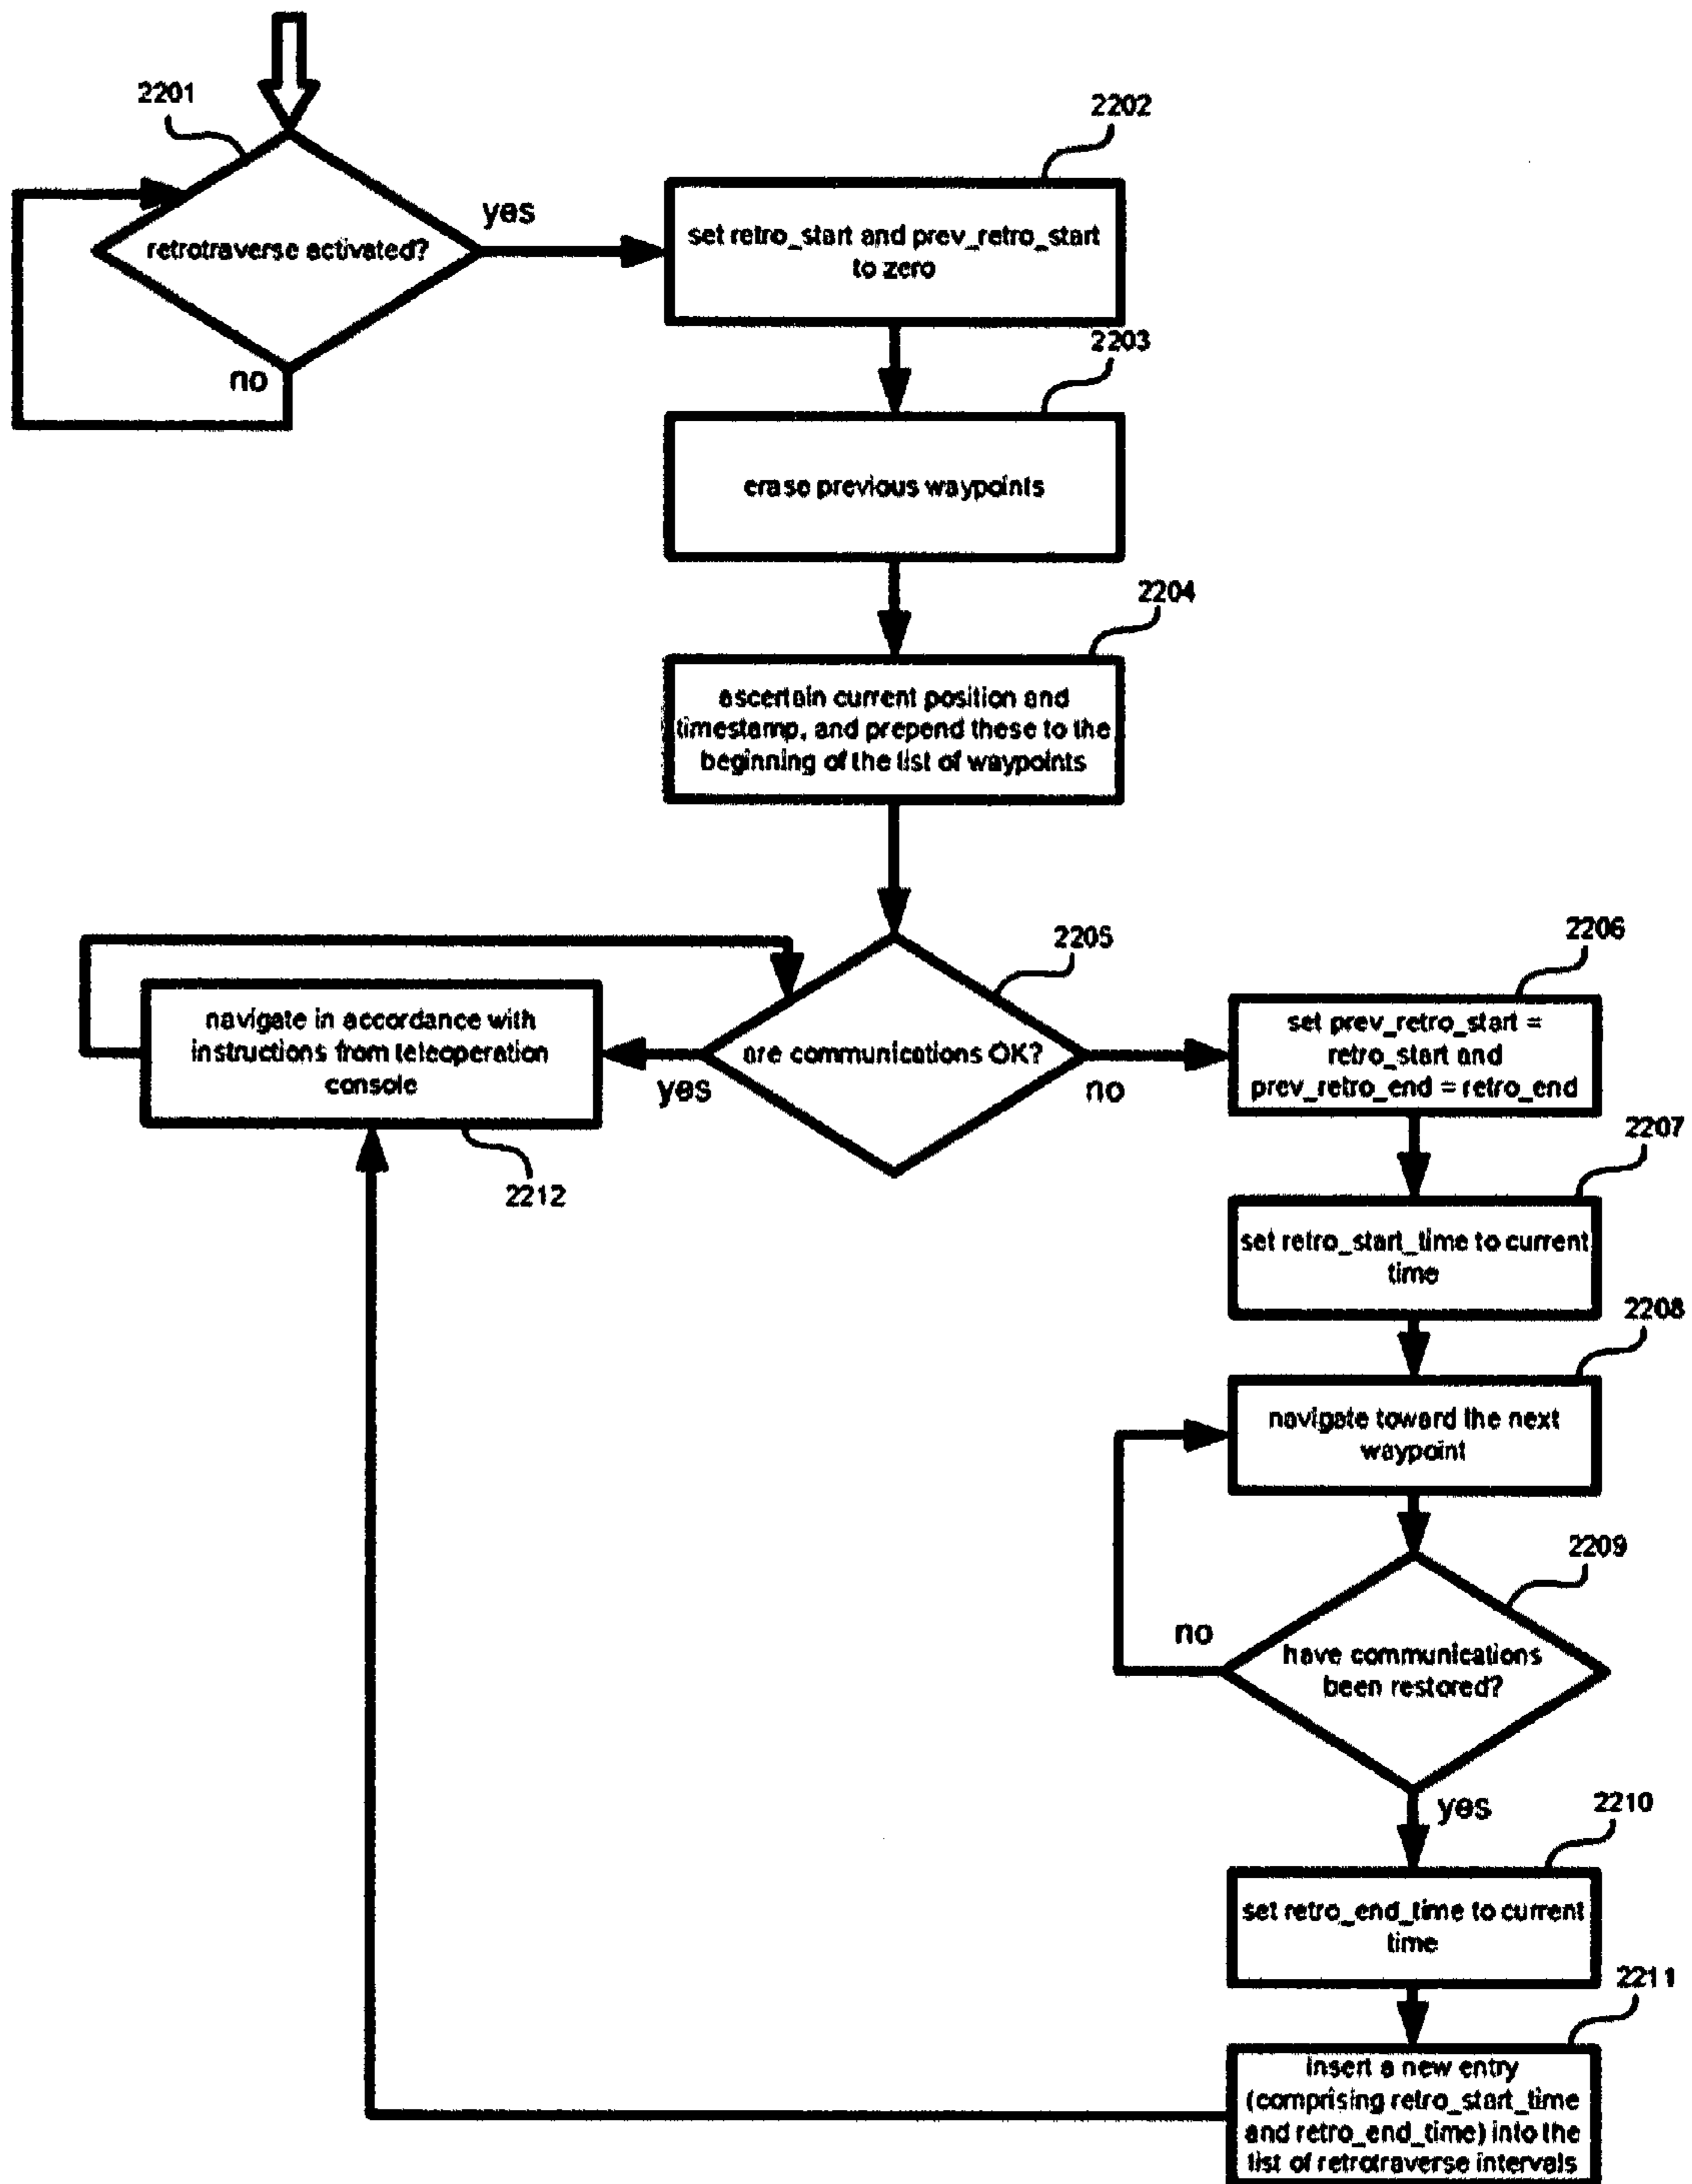 2201
retrotraverse activated?
yes
no
2202
set retro_start and prev_retro_start
to zero
2203
erase previous waypoints
2204
ascertain current position and
timestamp, and prepend these to the
beginning of the list of waypoints
2205
are communications OK?
yes
no
2212
navigate in accordance with
instructions from teleoperation
console
2206
set prev_retro_start =
retro_start and
prev_retro_end = retro_end
2207
set retro_start_time to current
time
2208
navigate toward the next
waypoint
2209
have communications
been restored?
no
yes
2210
set retro_end_time to current
time
2211
insert a new entry
(comprising retro_start_time
and retro_end_time) into the
list of retrotraverse intervals